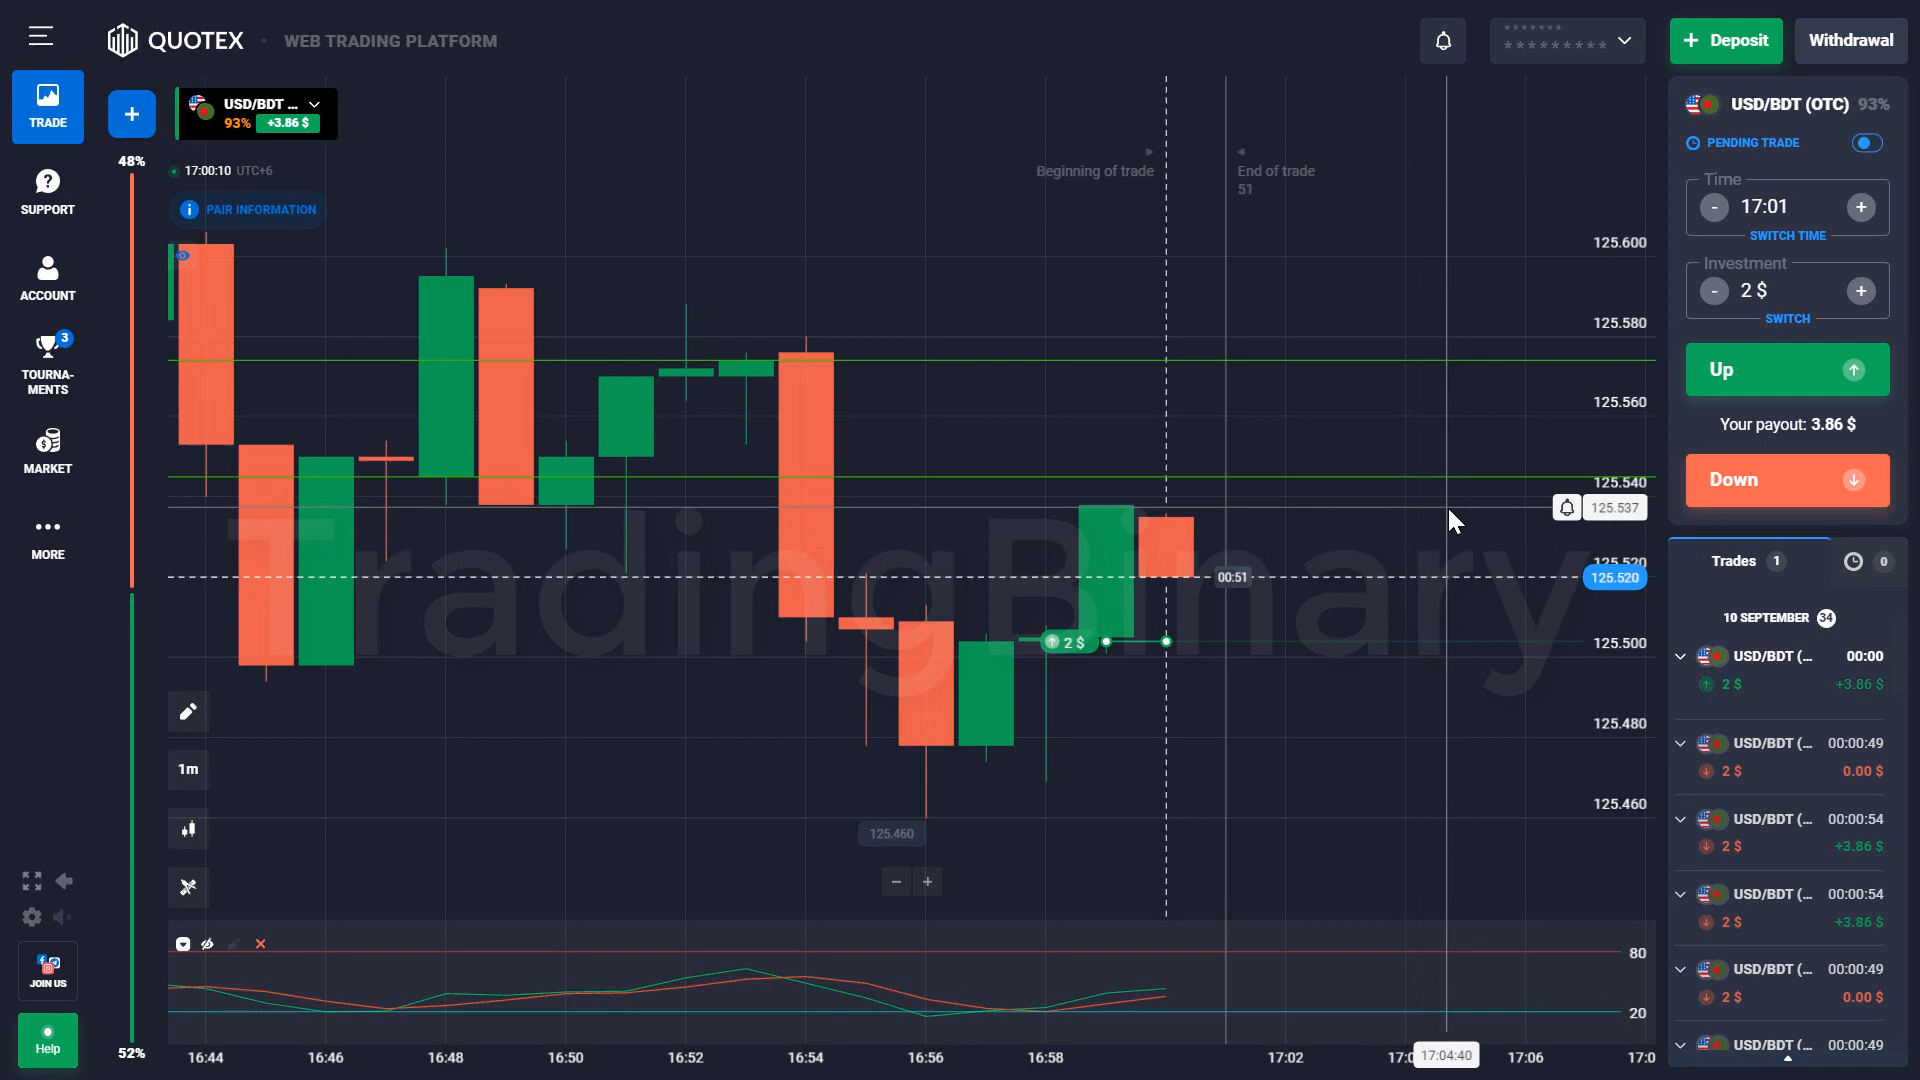 QUOTEX
WEB TRADING PLATFORM
*******
*********
+ Deposit
Withdrawal
TRADE
SUPPORT
ACCOUNT
3
TOURNA-
MENTS
MARKET
MORE
JOIN US
Help
+
USD/BDT ...
93% +3.86 $
48%
52%
17:00:10 UTC+6
PAIR INFORMATION
Beginning of trade
End of trade
51
125.600
125.580
125.560
125.540
125.537
125.520
125.520
00:51
2 $
125.500
125.480
125.460
125.460
TradingBinary
1m
80
20
16:44
16:46
16:48
16:50
16:52
16:54
16:56
16:58
17:02
17:04:40
17:06
17:0
USD/BDT (OTC) 93%
PENDING TRADE
Time
- 17:01 +
SWITCH TIME
Investment
- 2 $ +
SWITCH
Up
Your payout: 3.86 $
Down
Trades 1
0
10 SEPTEMBER 34
USD/BDT (... 00:00
2 $ +3.86 $
USD/BDT (... 00:00:49
2 $ 0.00 $
USD/BDT (... 00:00:54
2 $ +3.86 $
USD/BDT (... 00:00:54
2 $ +3.86 $
USD/BDT (... 00:00:49
2 $ 0.00 $
USD/BDT (... 00:00:49